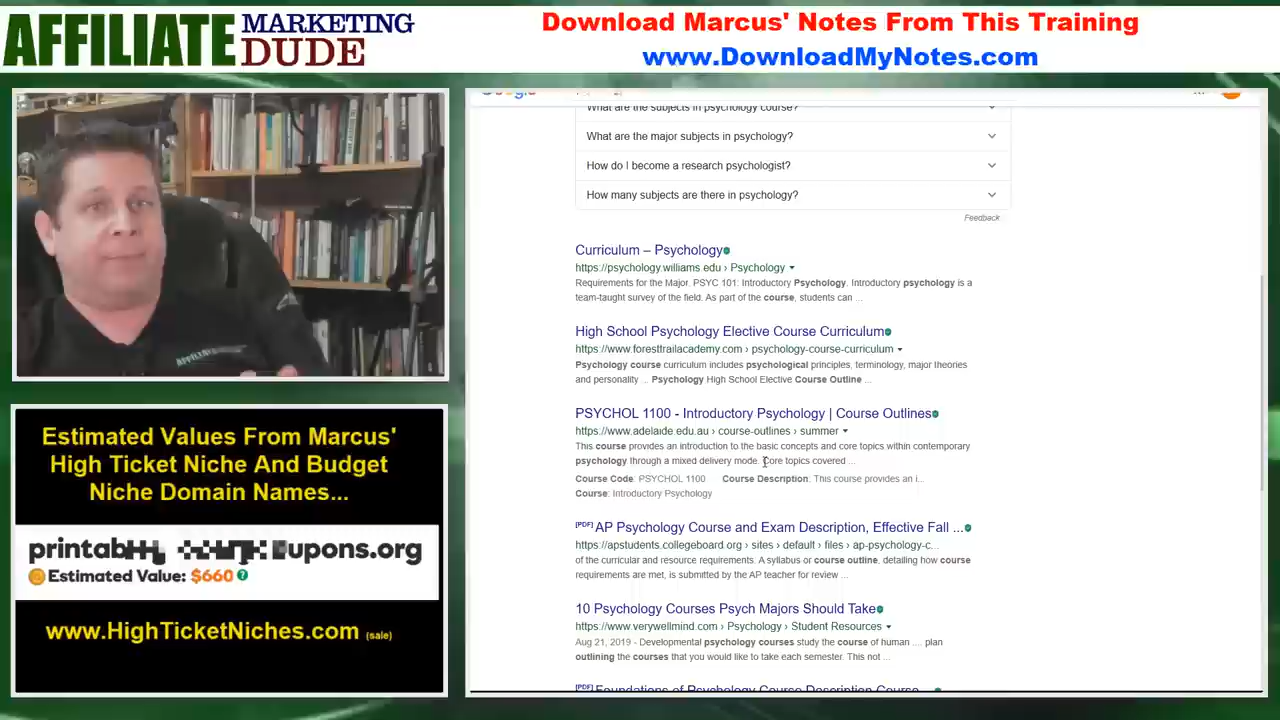 AFFILIATE MARKETING DUDE
Download Marcus' Notes From This Training
www.DownloadMyNotes.com
AFFILIATE
Estimated Values From Marcus'
High Ticket Niche And Budget
Niche Domain Names...
upons.org
Estimated Value: $660
www.HighTicketNiches.com (sale)
What are the subjects in psychology course?
What are the major subjects in psychology?
How do I become a research psychologist?
How many subjects are there in psychology?
Feedback
Curriculum – Psychology
https://psychology.williams.edu › Psychology
Requirements for the Major. PSYC 101: Introductory Psychology. Introductory psychology is a
team-taught survey of the field. As part of the course, students can ...
High School Psychology Elective Course Curriculum
https://www.foresttrailacademy.com › psychology-course-curriculum
Psychology course curriculum includes psychological principles, terminology, major theories
and personality ... Psychology High School Elective Course Outline ...
PSYCHOL 1100 - Introductory Psychology | Course Outlines
https://www.adelaide.edu.au › course-outlines › summer
This course provides an introduction to the basic concepts and core topics within contemporary
psychology through a mixed delivery mode. Core topics covered ...
Course Code: PSYCHOL 1100 Course Description: This course provides an i...
Course: Introductory Psychology
[PDF] AP Psychology Course and Exam Description, Effective Fall ...
https://apstudents.collegeboard.org › sites › default › files › ap-psychology-c...
of the curricular and resource requirements. A syllabus or course outline, detailing how course
requirements are met, is submitted by the AP teacher for review ...
10 Psychology Courses Psych Majors Should Take
https://www.verywellmind.com › Psychology › Student Resources
Aug 21, 2019 - Developmental psychology courses study the course of human .... plan
outlining the courses that you would like to take each semester. This not ...
[PDF] Foundations of Psychology Course Description Course ...